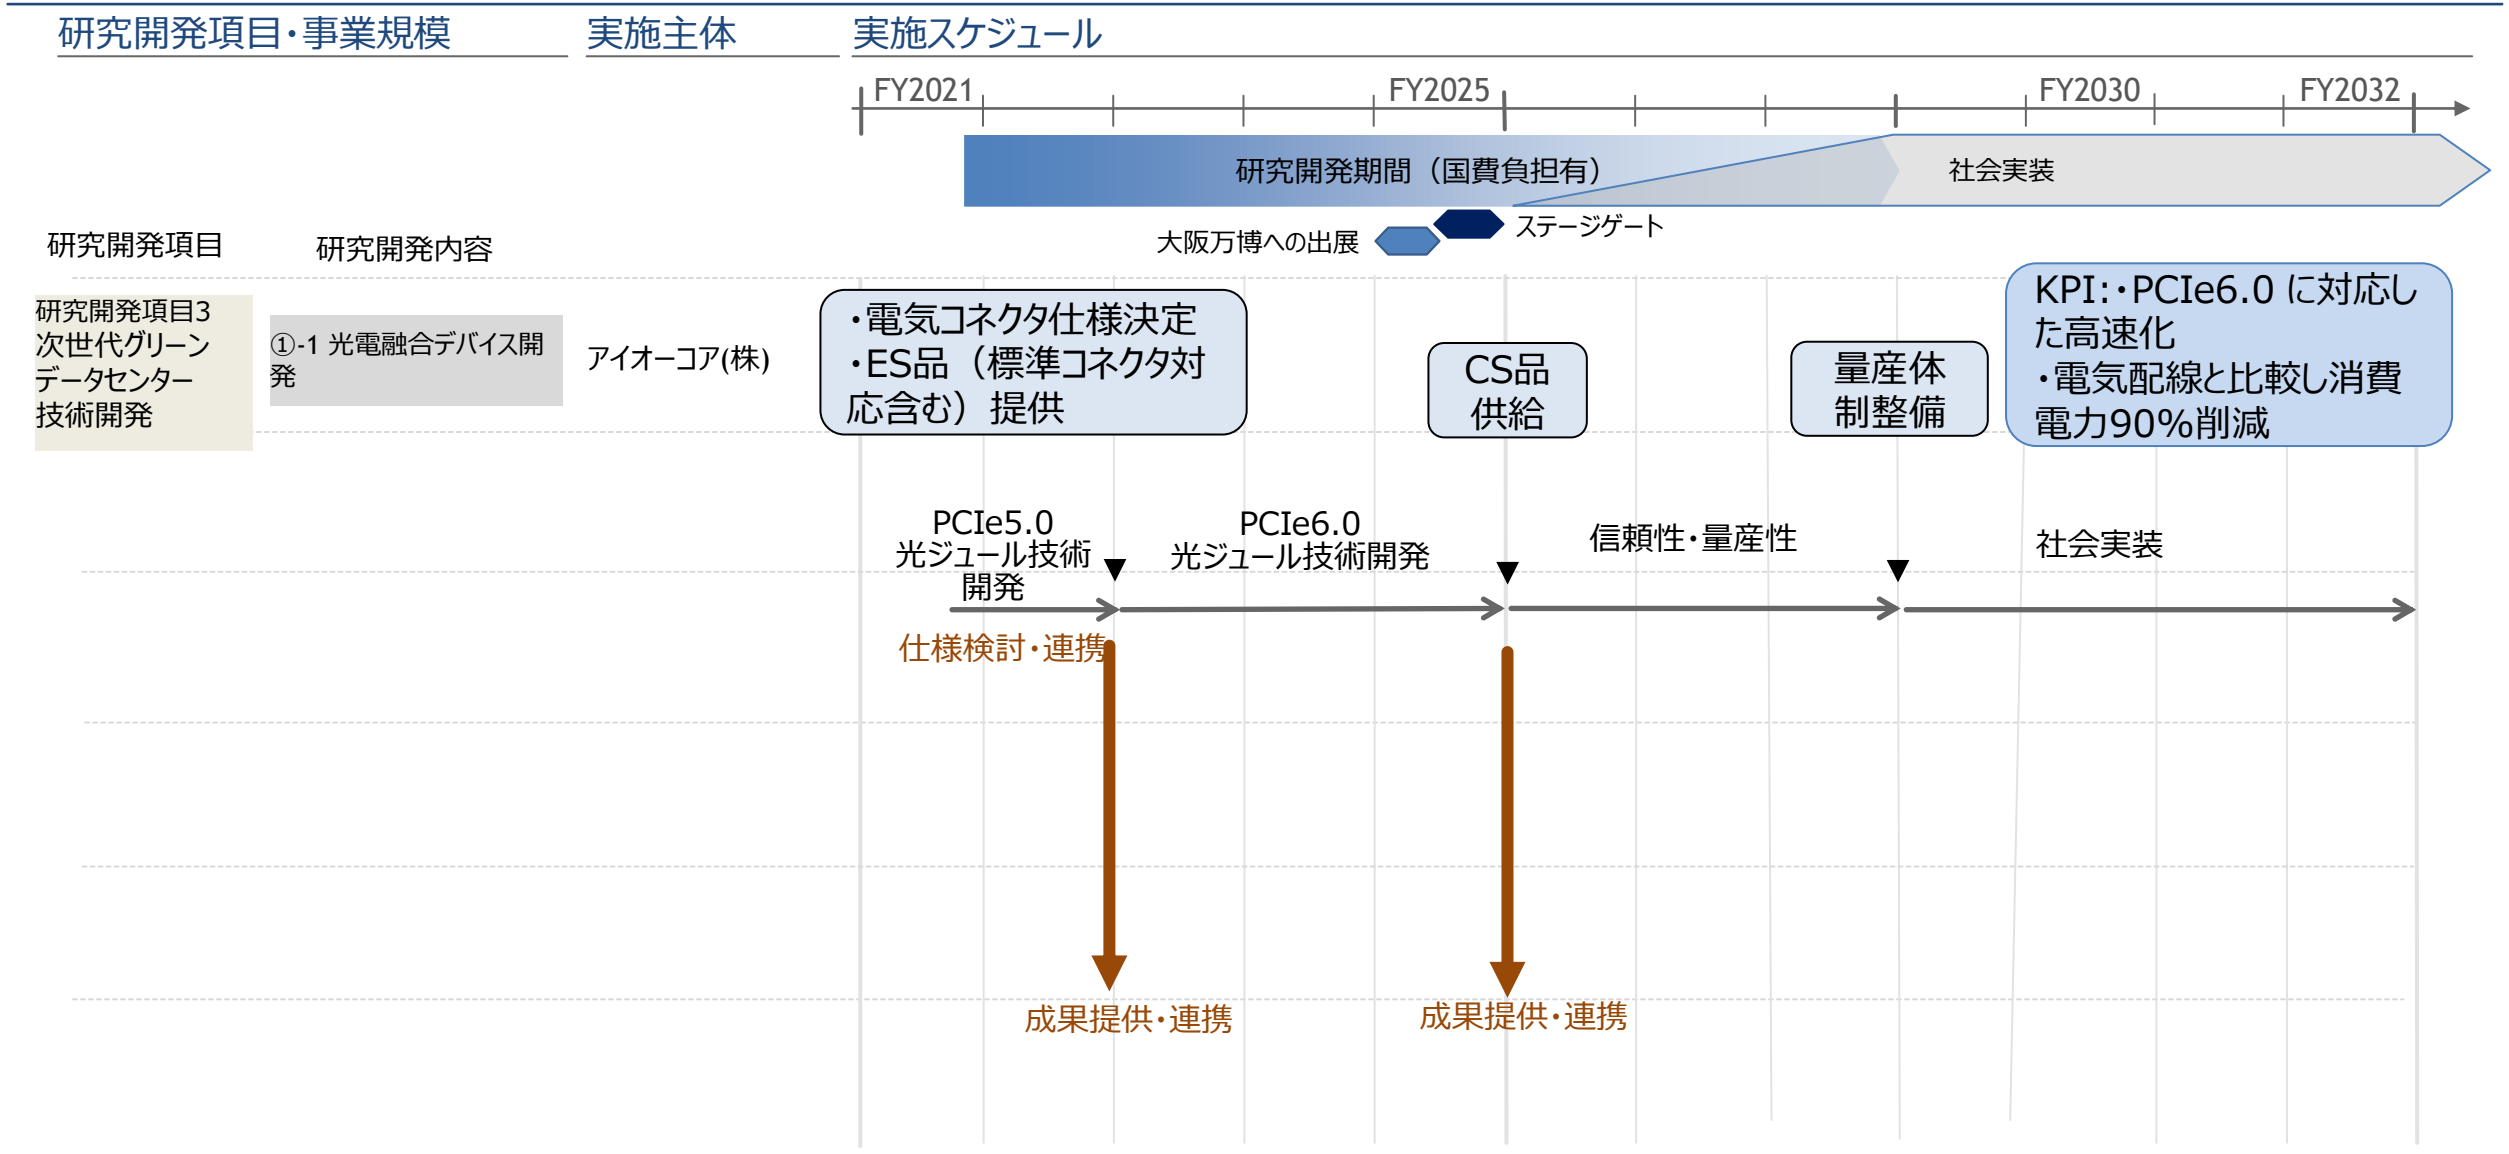 研究開発項目・事業規模
実施主体
実施スケジュール
FY2021
FY2025
FY2030
FY2032
研究開発期間（国費負担有）
社会実装
大阪万博への出展
ステージゲート
研究開発項目
研究開発内容
研究開発項目3
次世代グリーン
データセンター
技術開発
①-1 光電融合デバイス開
発
アイオーコア(株)
・電気コネクタ仕様決定
・ES品（標準コネクタ対
応含む）提供
CS品
供給
量産体
制整備
KPI:・PCIe6.0 に対応し
た高速化
・電気配線と比較し消費
電力90%削減
PCIe5.0
光ジュール技術
開発
PCIe6.0
光ジュール技術開発
信頼性・量産性
社会実装
仕様検討・連携
成果提供・連携
成果提供・連携